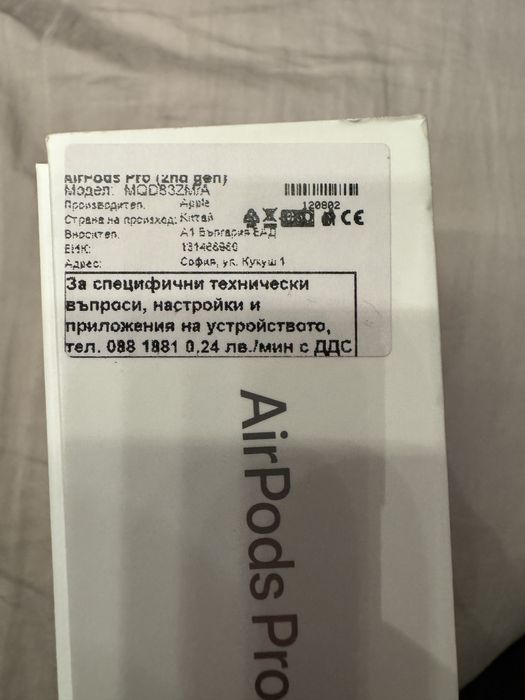 AirPods Pro (2nd gen)
Модел: MQD83ZM/A
Производител: Apple
120802
Страна на произход: Китай
CE
Вносител: А1 България ЕАД
ЕИК: 131468980
Адрес: София, ул. Кукуш 1
За специфични технически
въпроси, настройки и
приложения на устройството,
тел. 088 1881 0,24 лв./мин с ДДС
AirPods Pro